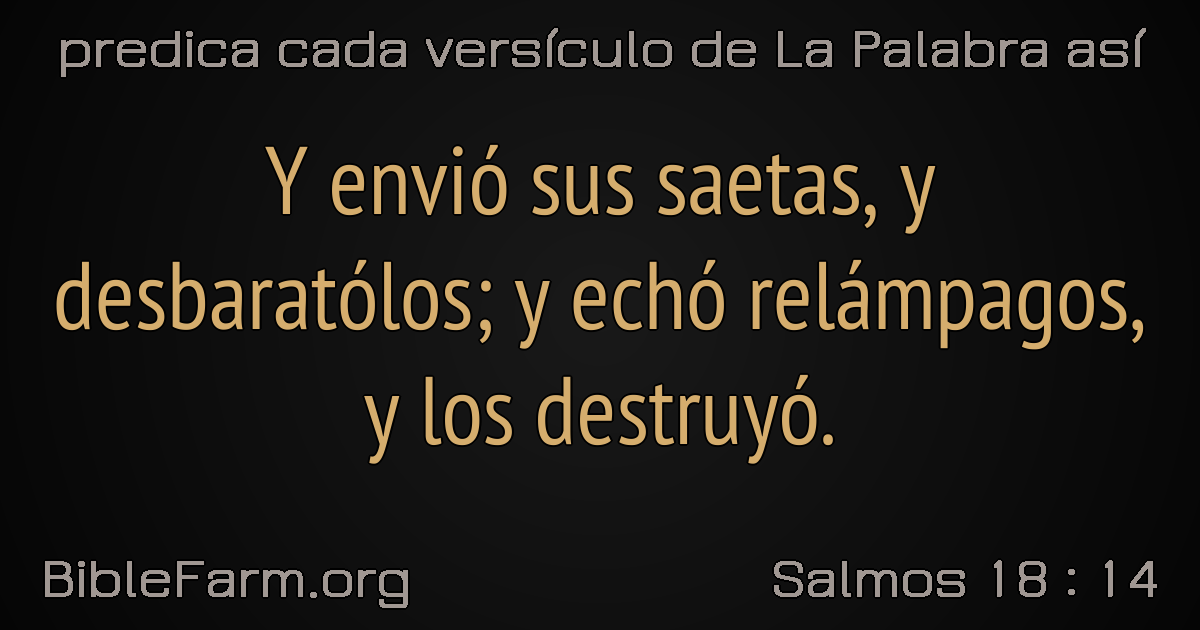 predica cada versículo de La Palabra así
Y envió sus saetas, y
desbaratólos; y echó relámpagos,
y los destruyó.
BibleFarm.org
Salmos 18 : 14